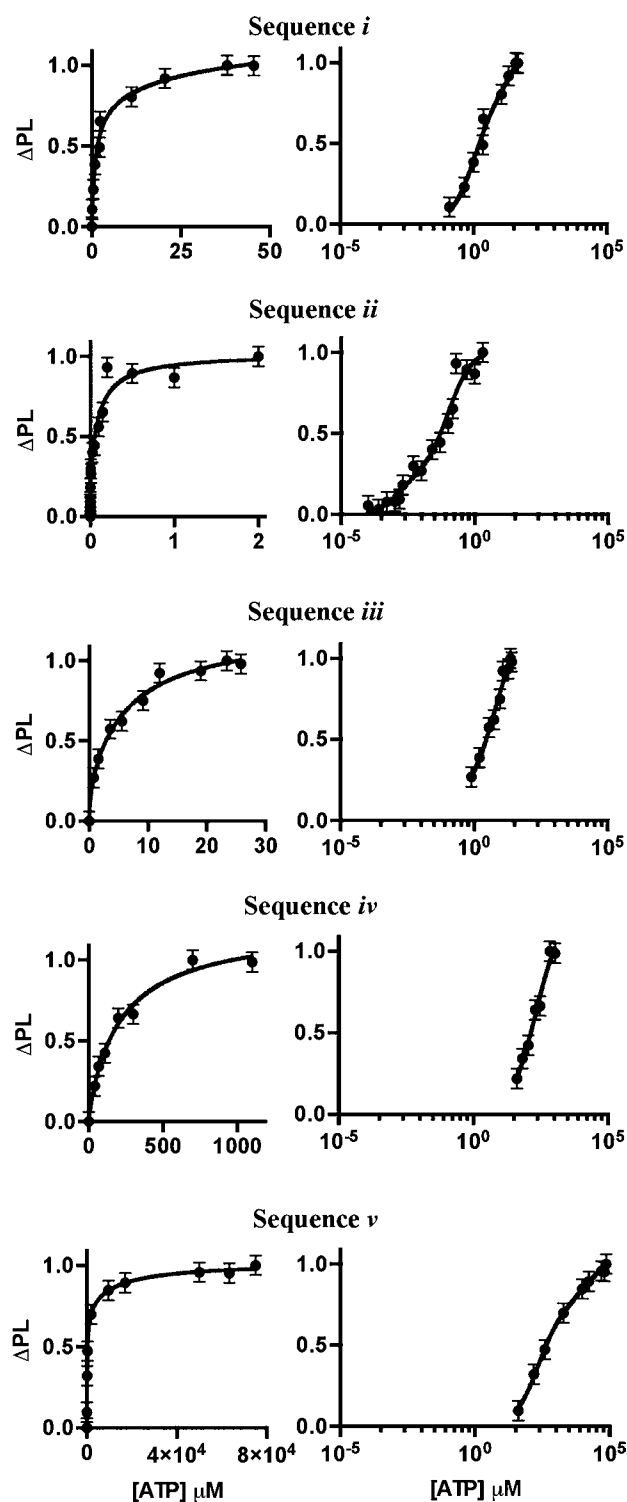 Sequence i
ΔPL
1.0
0.5
0.0
0 25 50
1.0
0.5
0.0
10⁻⁵ 10⁰ 10⁵
Sequence ii
ΔPL
1.0
0.5
0.0
0 1 2
1.0
0.5
0.0
10⁻⁵ 10⁰ 10⁵
Sequence iii
ΔPL
1.0
0.5
0.0
0 10 20 30
1.0
0.5
0.0
10⁻⁵ 10⁰ 10⁵
Sequence iv
ΔPL
1.0
0.5
0.0
0 500 1000
1.0
0.5
0.0
10⁻⁵ 10⁰ 10⁵
Sequence v
ΔPL
1.0
0.5
0.0
0 4×10⁴ 8×10⁴
[ATP] μM
1.0
0.5
0.0
10⁻⁵ 10⁰ 10⁵
[ATP] μM